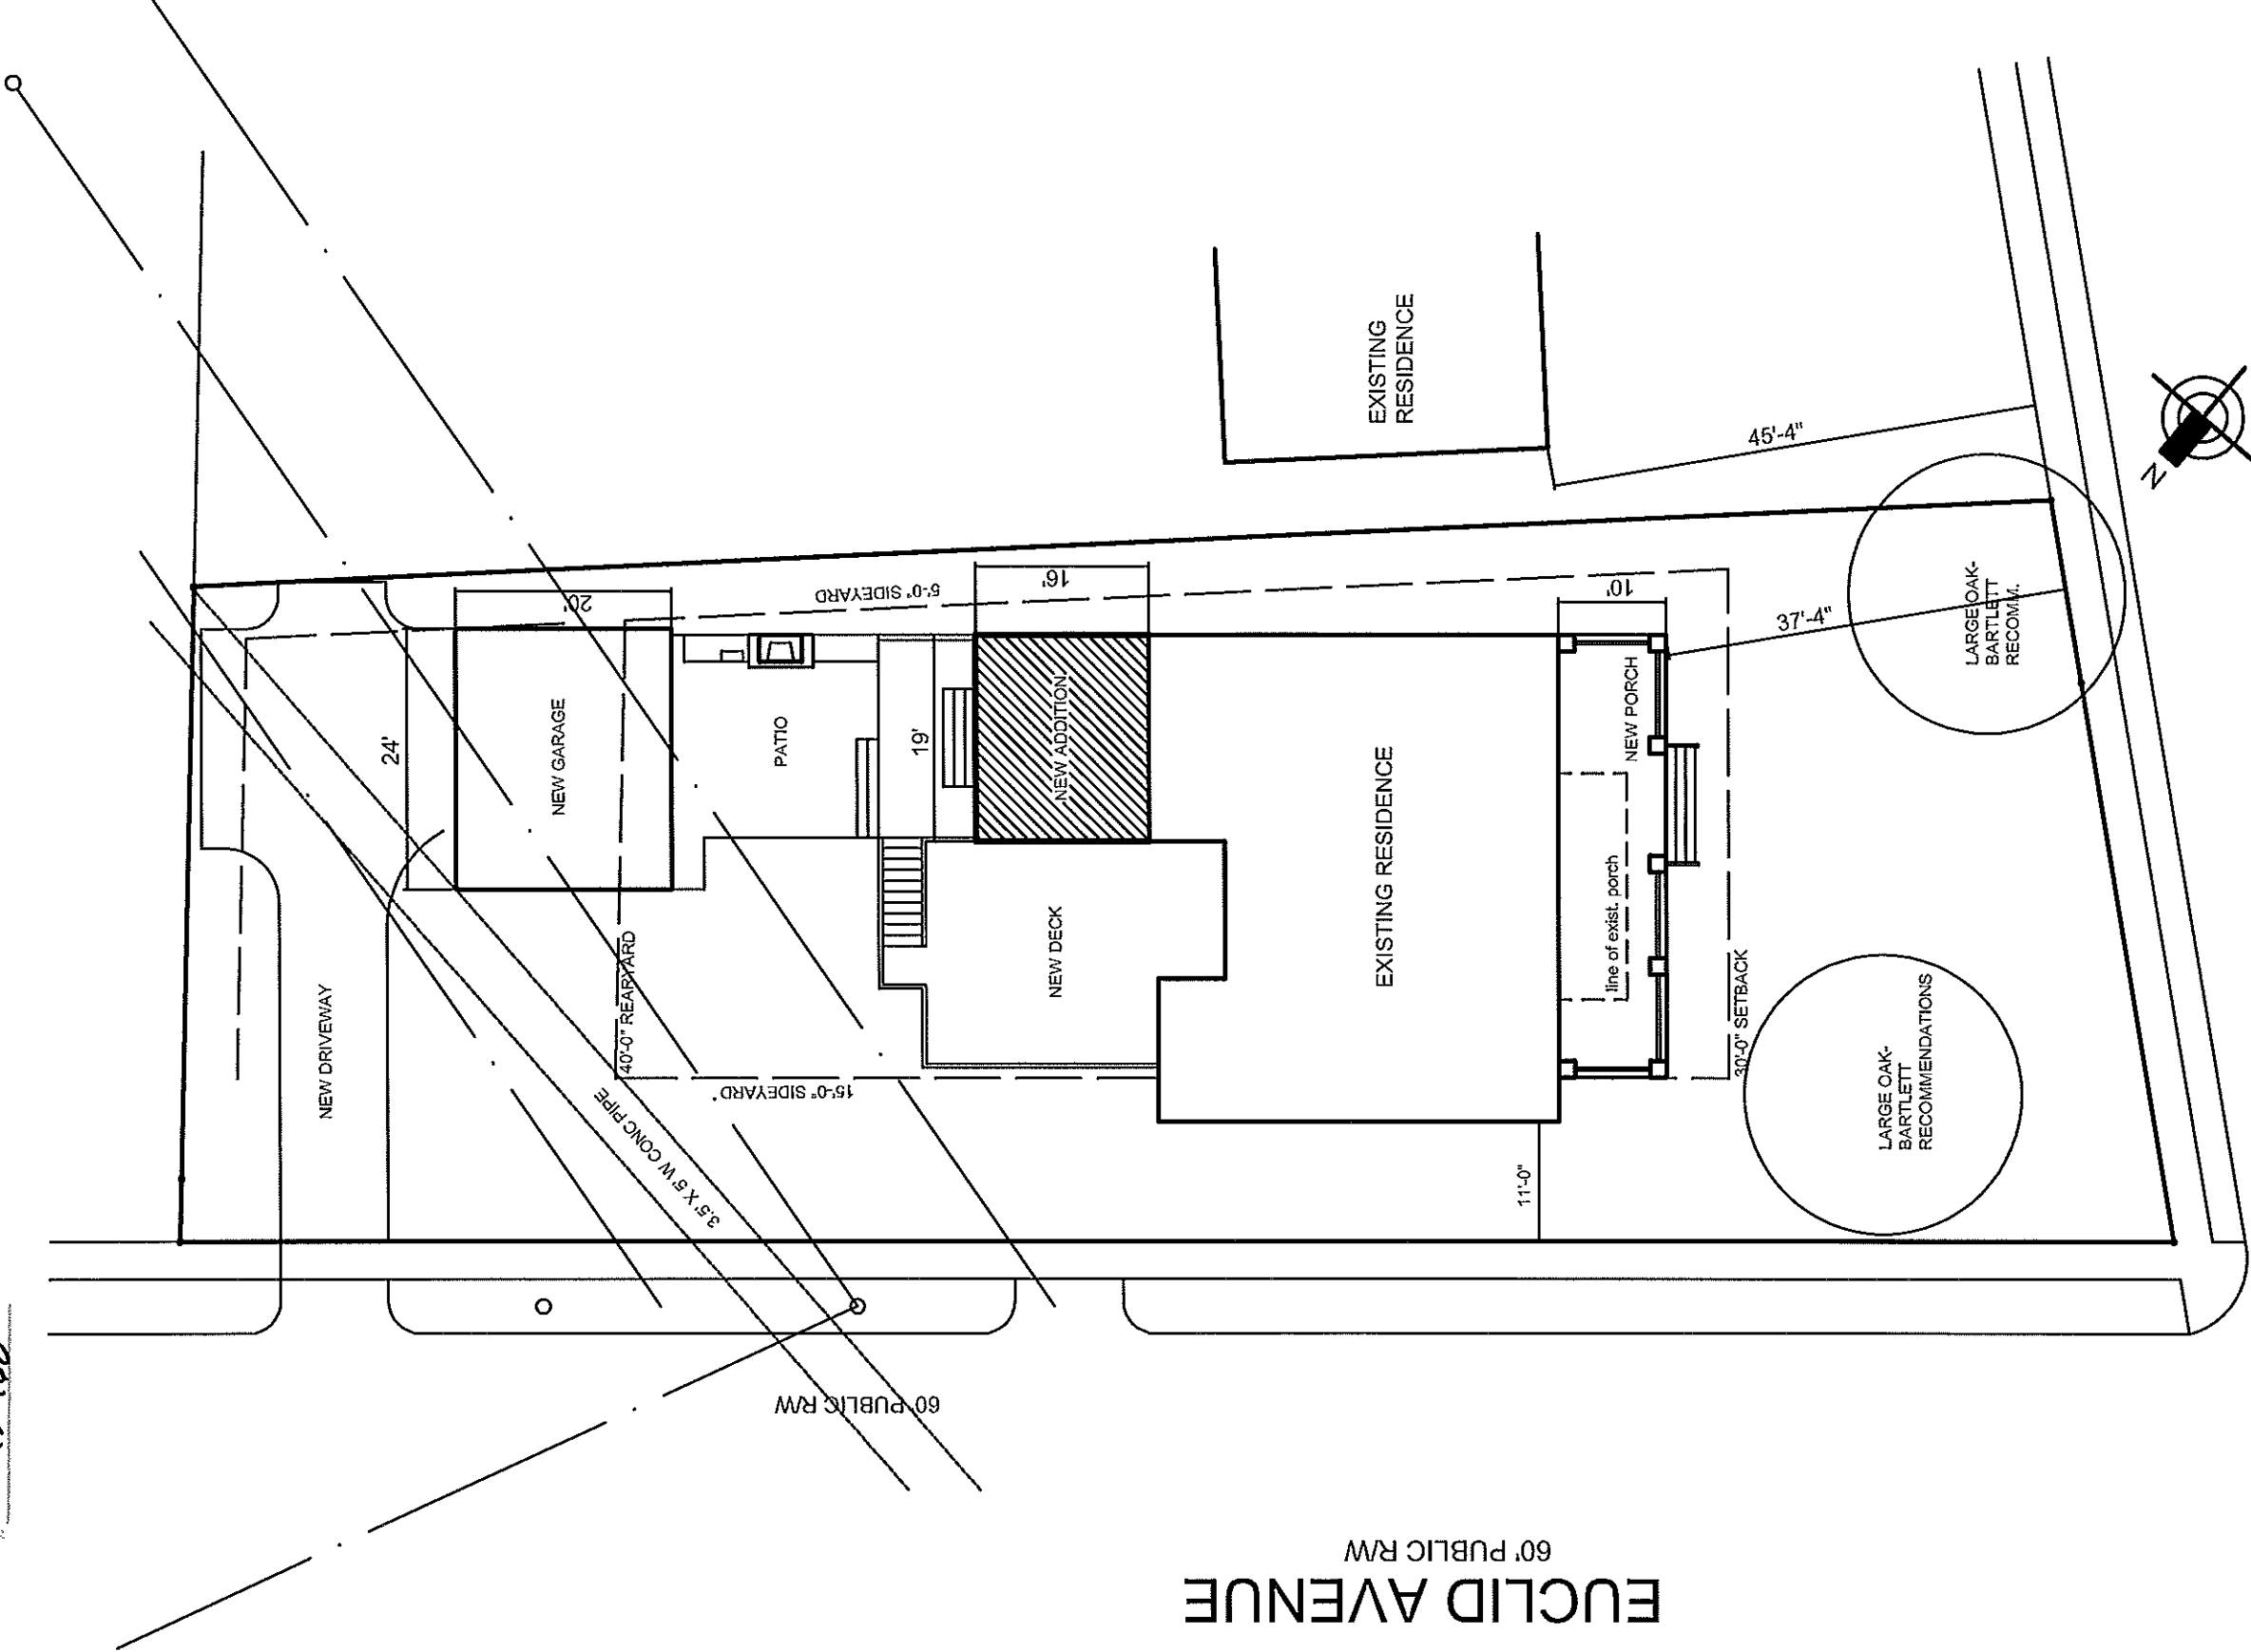 24'
20'
NEW GARAGE
NEW DRIVEWAY
40'-0" REARYARD
PATIO
5'-0" SIDEYARD
15'-0" SIDEYARD
3.5' X 5' W CONC PIPE
19'
16'
NEW ADDITION
NEW DECK
EXISTING
RESIDENCE
EXISTING RESIDENCE
10'
NEW PORCH
line of exist. porch
30'-0" SETBACK
11'-0"
45'-4"
37'-4"
LARGE OAK-
BARTLETT
RECOMM.
LARGE OAK-
BARTLETT
RECOMMENDATIONS
N
60' PUBLIC R/W
60' PUBLIC R/W
EUCLID AVENUE